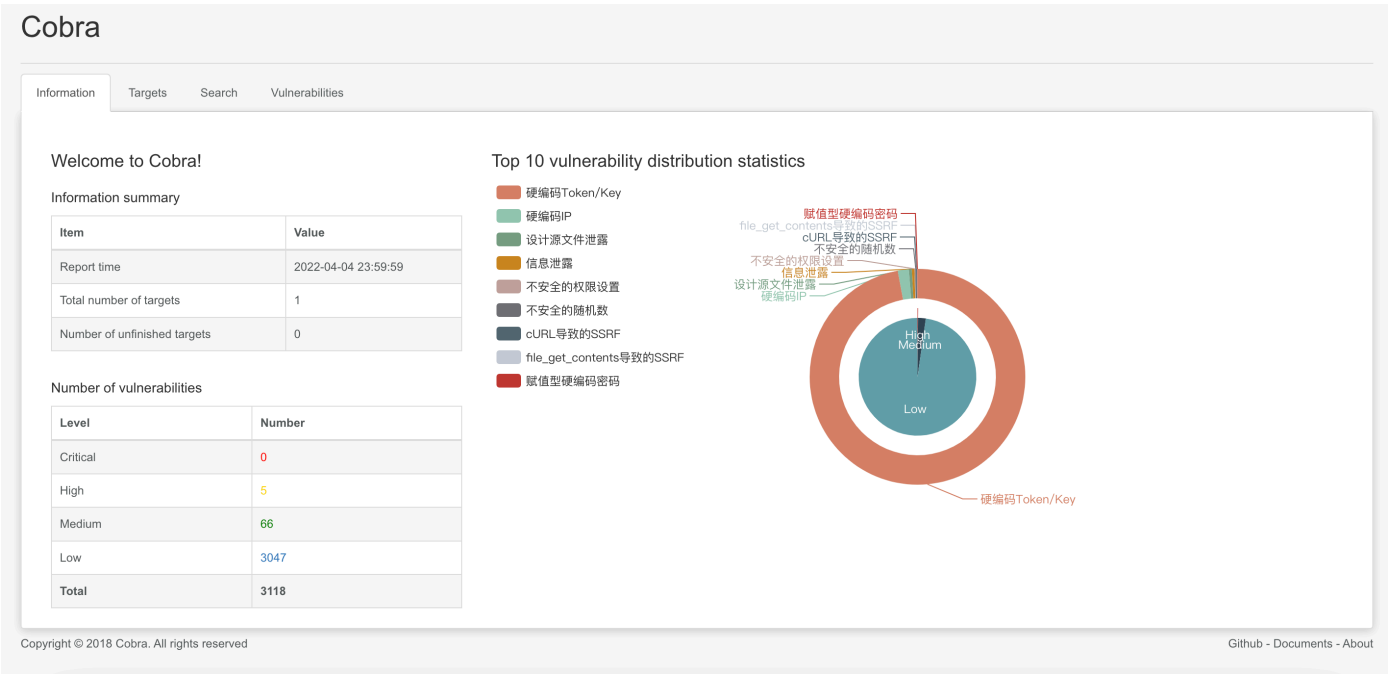 Cobra
Information Targets Search Vulnerabilities
Welcome to Cobra!
Information summary
Item Value
Report time 2022-04-04 23:59:59
Total number of targets 1
Number of unfinished targets 0
Number of vulnerabilities
Level Number
Critical 0
High 5
Medium 66
Low 3047
Total 3118
Top 10 vulnerability distribution statistics
硬编码Token/Key
硬编码IP
设计源文件泄露
信息泄露
不安全的权限设置
不安全的随机数
cURL导致的SSRF
file_get_contents导致的SSRF
赋值型硬编码密码
赋值型硬编码密码
file_get_contents导致的SSRF
cURL导致的SSRF
不安全的随机数
不安全的权限设置
信息泄露
设计源文件泄露
硬编码IP
High
Medium
Low
硬编码Token/Key
Copyright © 2018 Cobra. All rights reserved
Github - Documents - About